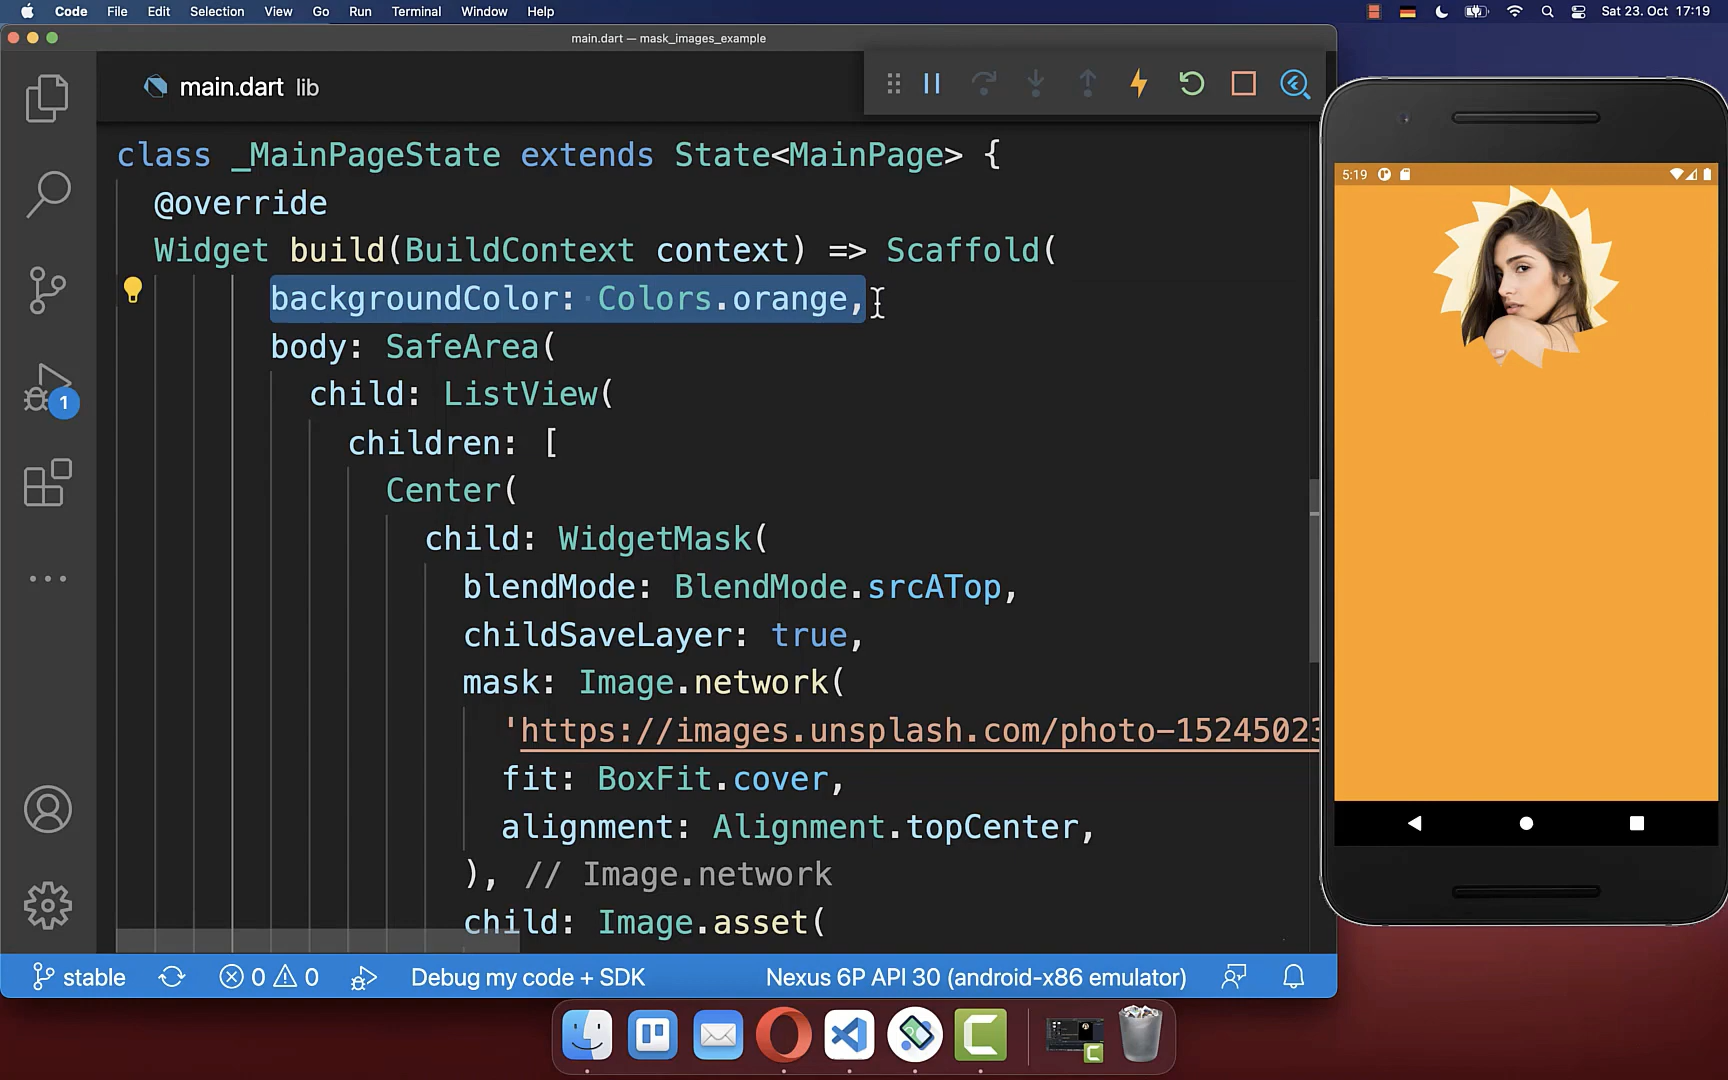 Code File Edit Selection View Go Run Terminal Window Help Sat 23. Oct 17:19
main.dart — mask_images_example
main.dart lib
class _MainPageState extends State<MainPage> {
@override
Widget build(BuildContext context) => Scaffold(
backgroundColor: Colors.orange,
body: SafeArea(
child: ListView(
children: [
Center(
child: WidgetMask(
blendMode: BlendMode.srcATop,
childSaveLayer: true,
mask: Image.network(
'https://images.unsplash.com/photo-15245023
fit: BoxFit.cover,
alignment: Alignment.topCenter,
), // Image.network
child: Image.asset(
1
5:19
stable 0 0 Debug my code + SDK Nexus 6P API 30 (android-x86 emulator)